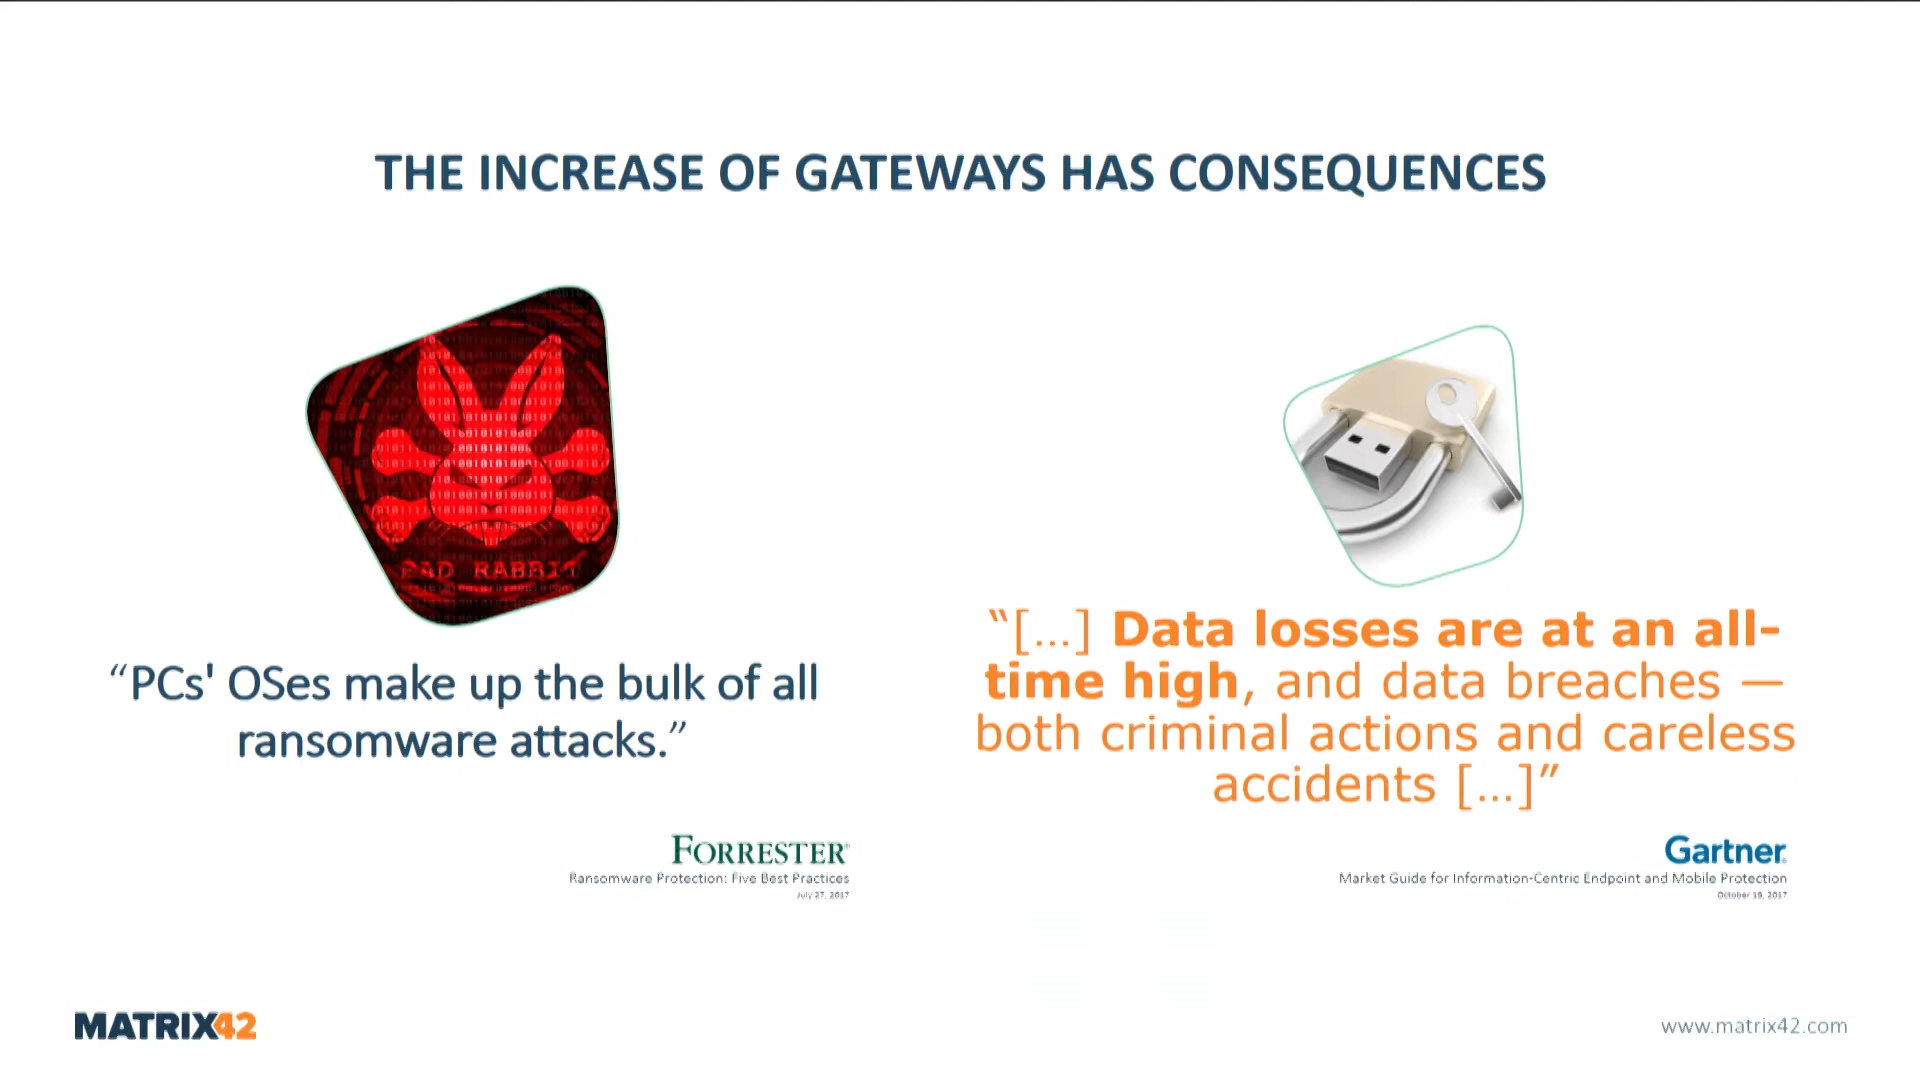 THE INCREASE OF GATEWAYS HAS CONSEQUENCES
BAD RABBIT
“PCs' OSes make up the bulk of all
ransomware attacks.”
FORRESTER
Ransomware Protection: Five Best Practices
July 27, 2017
“[…] Data losses are at an all-
time high, and data breaches —
both criminal actions and careless
accidents […]”
Gartner
Market Guide for Information-Centric Endpoint and Mobile Protection
October 19, 2017
MATRIX42
www.matrix42.com